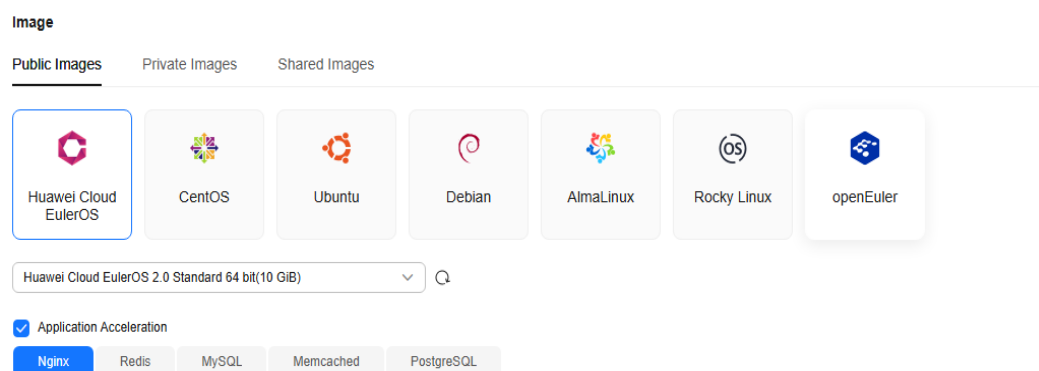 Image
Public Images Private Images Shared Images
Huawei Cloud EulerOS CentOS Ubuntu Debian AlmaLinux Rocky Linux openEuler
Huawei Cloud EulerOS 2.0 Standard 64 bit(10 GiB)
Application Acceleration
Nginx Redis MySQL Memcached PostgreSQL